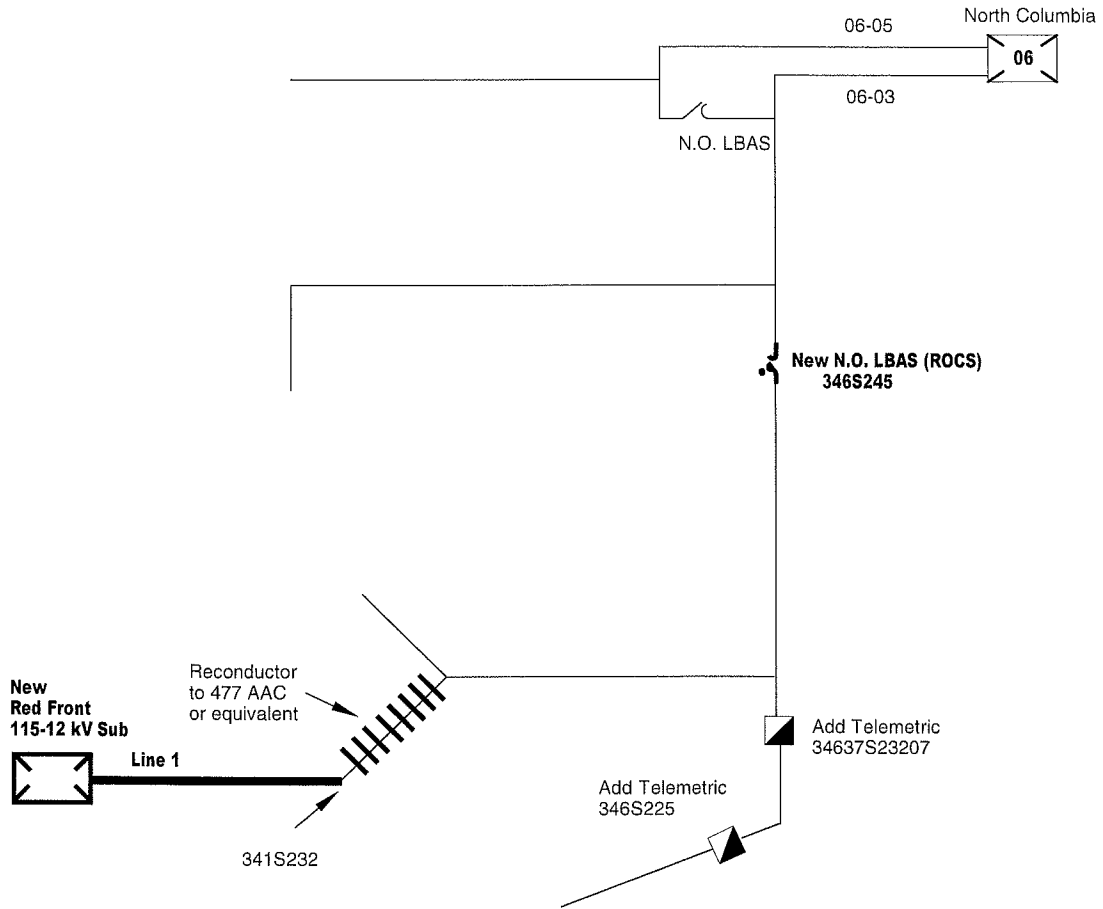 North Columbia
06-05
06
06-03
N.O. LBAS
New N.O. LBAS (ROCS)
346S245
Reconductor
to 477 AAC
or equivalent
New
Red Front
115-12 kV Sub
Line 1
341S232
Add Telemetric
34637S23207
Add Telemetric
346S225